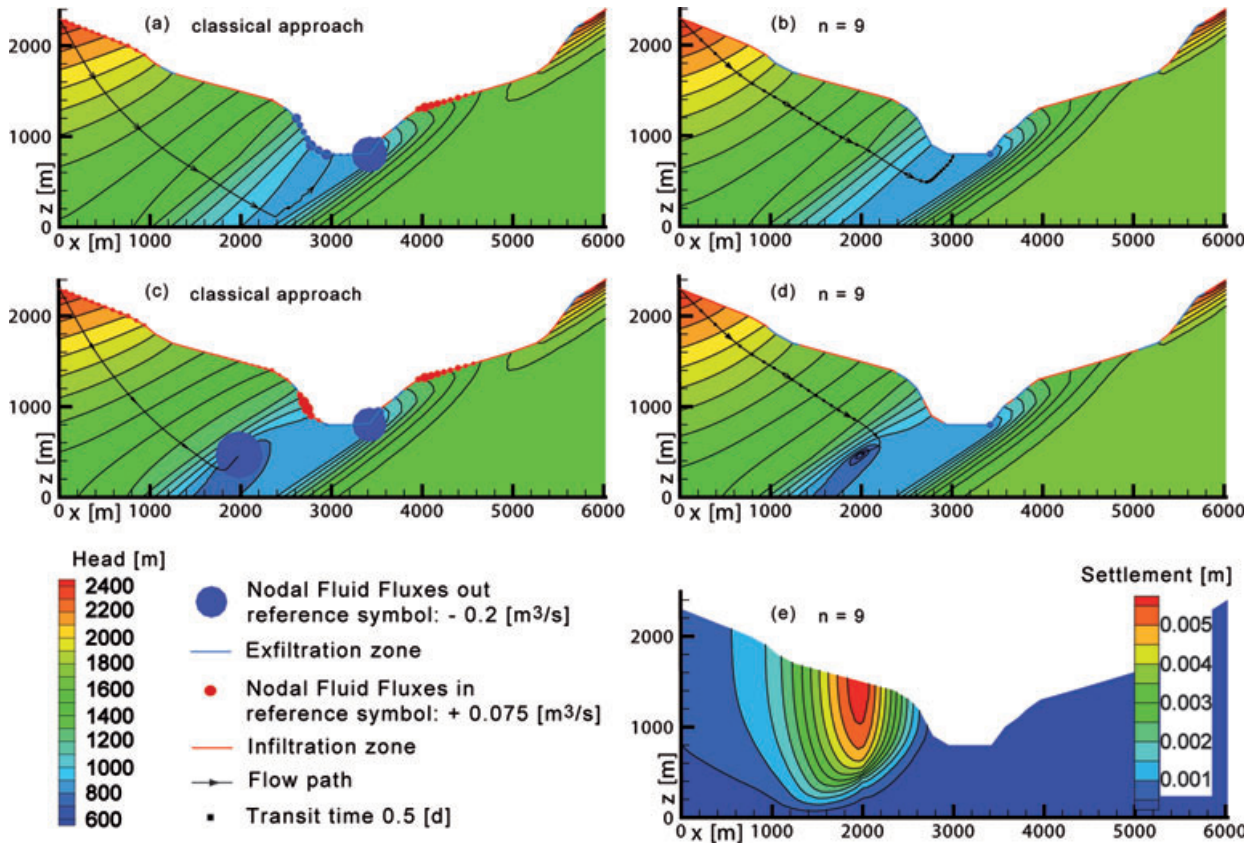 (a) classical approach
2000
1000
0
z [m]
0 x [m] 1000 2000 3000 4000 5000 6000
(b) n = 9
2000
1000
0
z [m]
0 x [m] 1000 2000 3000 4000 5000 6000
(c) classical approach
2000
1000
0
z [m]
0 x [m] 1000 2000 3000 4000 5000 6000
(d) n = 9
2000
1000
0
z [m]
0 x [m] 1000 2000 3000 4000 5000 6000
Head [m]
2400
2200
2000
1800
1600
1400
1200
1000
800
600
Nodal Fluid Fluxes out
reference symbol: - 0.2 [m3/s]
Exfiltration zone
Nodal Fluid Fluxes in
reference symbol: + 0.075 [m3/s]
Infiltration zone
Flow path
Transit time 0.5 [d]
(e) n = 9
Settlement [m]
0.005
0.004
0.003
0.002
0.001
2000
1000
0
z [m]
0 x [m] 1000 2000 3000 4000 5000 6000